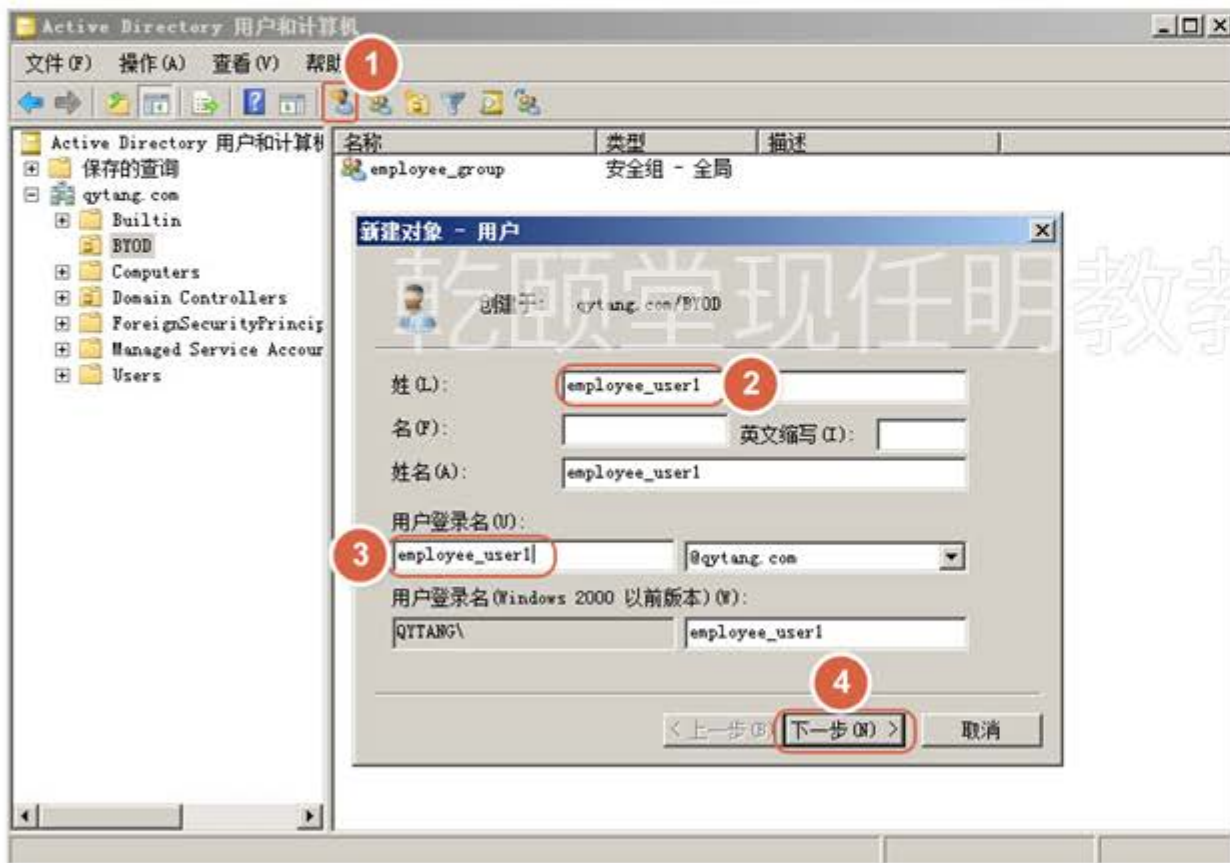 Active Directory 用户和计算机
文件(F) 操作(A) 查看(V) 帮助
1
Active Directory 用户和计算机
保存的查询
qytang.com
Builtin
BYOD
Computers
Domain Controllers
ForeignSecurityPrincip
Managed Service Accour
Users
名称 类型 描述
employee_group 安全组 - 全局
新建对象 - 用户
乾颐堂现任明教教
创建于: qytang.com/BYOD
姓(L): employee_user1 2
名(F): 英文缩写(I):
姓名(A): employee_user1
用户登录名(U):
3 employee_user1 @qytang.com
用户登录名(Windows 2000 以前版本)(W):
QYTANG\ employee_user1
4
< 上一步(B) 下一步(N) > 取消